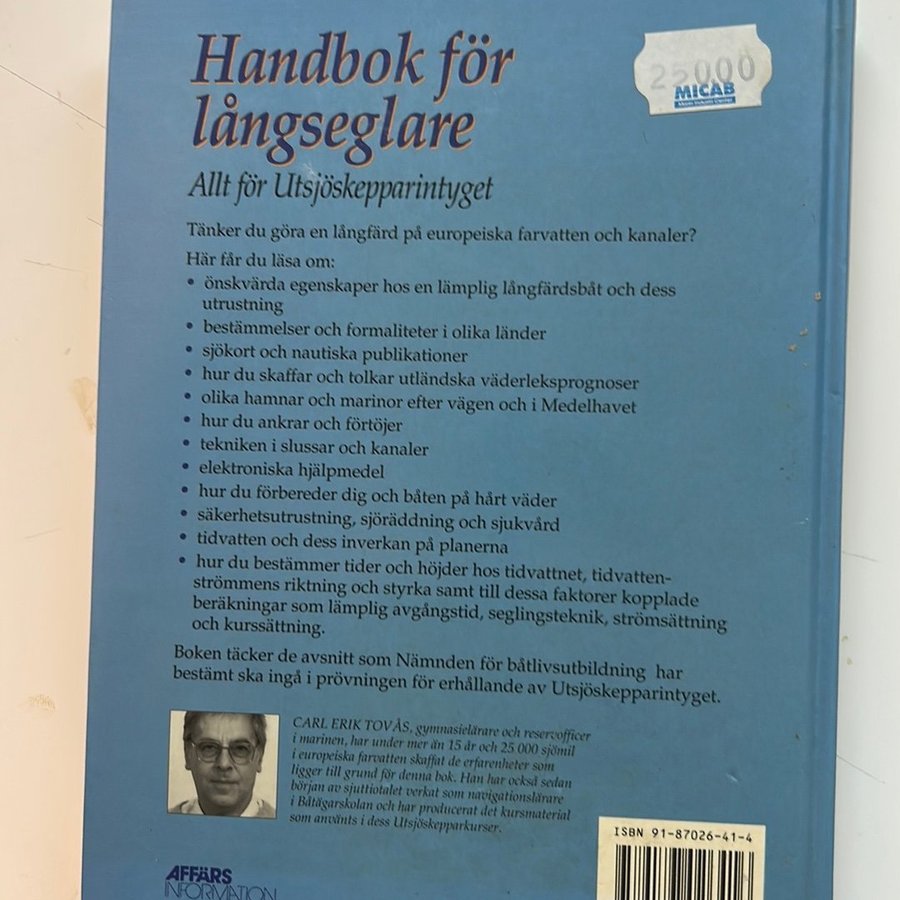 Handbok för
långseglare
25000
MICAB
Allt för Utsjöskepparintyget
Tänker du göra en långfärd på europeiska farvatten och kanaler?
Här får du läsa om:
• önskvärda egenskaper hos en lämplig långfärdsbåt och dess
utrustning
• bestämmelser och formaliteter i olika länder
• sjökort och nautiska publikationer
• hur du skaffar och tolkar utländska väderleksprognoser
• olika hamnar och marinor efter vägen och i Medelhavet
• hur du ankrar och förtöjer
• tekniken i slussar och kanaler
• elektroniska hjälpmedel
• hur du förbereder dig och båten på hårt väder
• säkerhetsutrustning, sjöräddning och sjukvård
• tidvatten och dess inverkan på planerna
• hur du bestämmer tider och höjder hos tidvattnet, tidvatten-
strömmens riktning och styrka samt till dessa faktorer kopplade
beräkningar som lämplig avgångstid, seglingsteknik, strömsättning
och kurssättning.
Boken täcker de avsnitt som Nämnden för båtlivsutbildning har
bestämt ska ingå i prövningen för erhållande av Utsjöskepparintyget.
CARL ERIK TOVÅS, gymnasielärare och reservofficer
i marinen, har under mer än 15 år och 25 000 sjömil
i europeiska farvatten skaffat de erfarenheter som
ligger till grund för denna bok. Han har också sedan
början av sjuttiotalet verkat som navigationslärare
i Båtägarskolan och har producerat det kursmaterial
som använts i dess Utsjöskepparkurser.
ISBN 91-87026-41-4
AFFÄRS
INFORMATION